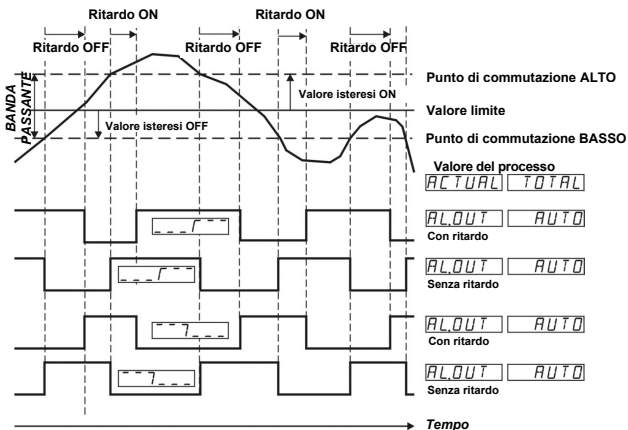 Ritardo ON
Ritardo ON
Ritardo OFF
Ritardo OFF
Ritardo OFF
BANDA
PASSANTE
Punto di commutazione ALTO
Valore isteresi ON
Valore limite
Valore isteresi OFF
Punto di commutazione BASSO
Valore del processo
ACTUAL TOTAL
AL.OUT AUTO
Con ritardo
AL.OUT AUTO
Senza ritardo
AL.OUT AUTO
Con ritardo
AL.OUT AUTO
Senza ritardo
Tempo